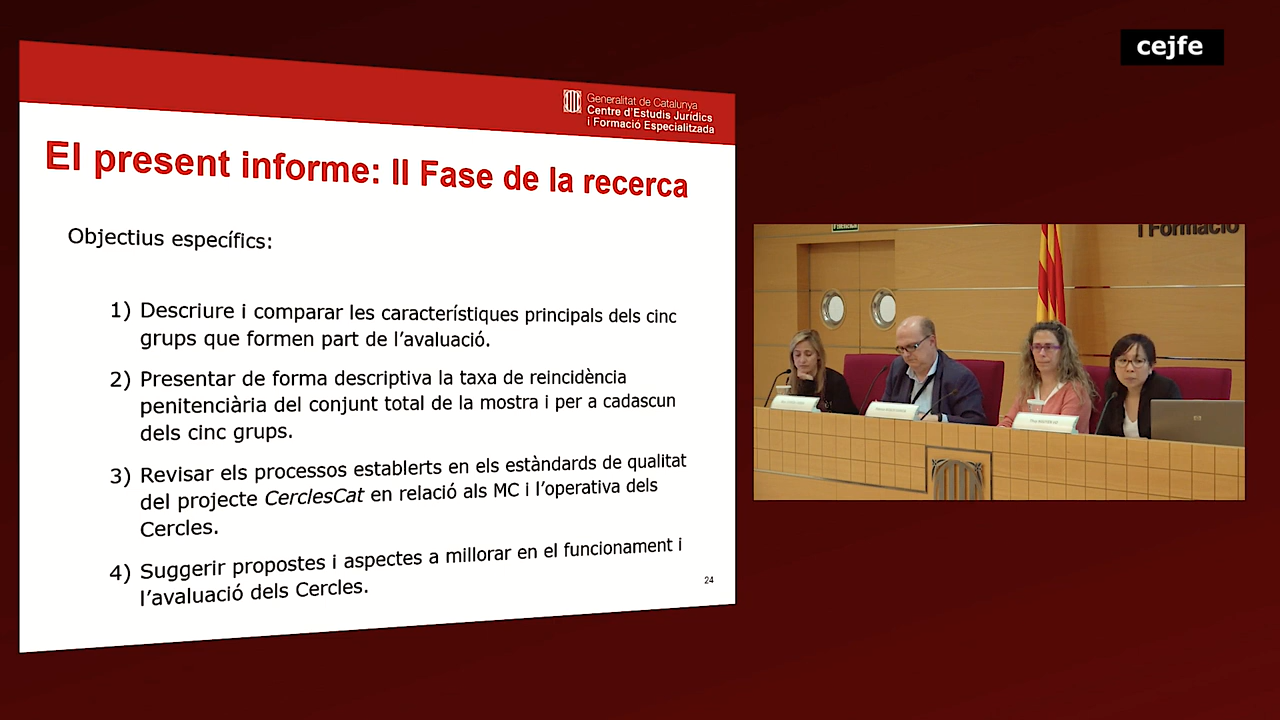 cejfe
Generalitat de Catalunya
Centre d'Estudis Jurídics
i Formació Especialitzada
El present informe: II Fase de la recerca
Objectius específics:
1) Descriure i comparar les característiques principals dels cinc
grups que formen part de l'avaluació.
2) Presentar de forma descriptiva la taxa de reincidència
penitenciària del conjunt total de la mostra i per a cadascun
dels cinc grups.
3) Revisar els processos establerts en els estàndards de qualitat
del projecte CerclesCat en relació als MC i l'operativa dels
Cercles.
4) Suggerir propostes i aspectes a millorar en el funcionament i
l'avaluació dels Cercles.
24
i Formació